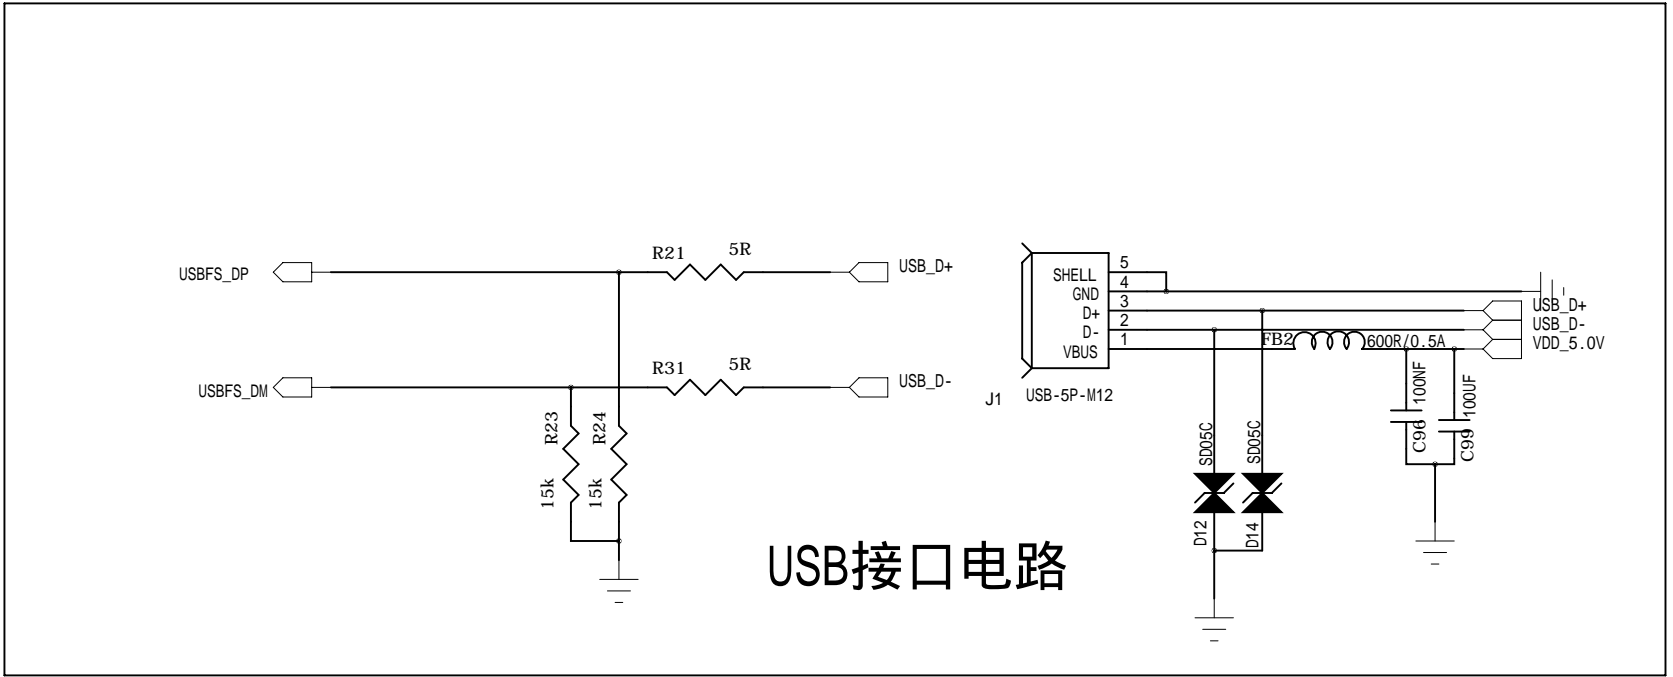 R21 5R
USBFS_DP
USB_D+
R31 5R
USBFS_DM
USB_D-
R23
R24
15k
15k
SHELL 5
GND 4
D+ 3
D- 2
VBUS 1
J1
USB-5P-M12
FB2
600R/0.5A
USB_D+
USB_D-
VDD_5.0V
100NF
C96
100UF
C99
SD05C
SD05C
D12
D14
USB接口电路